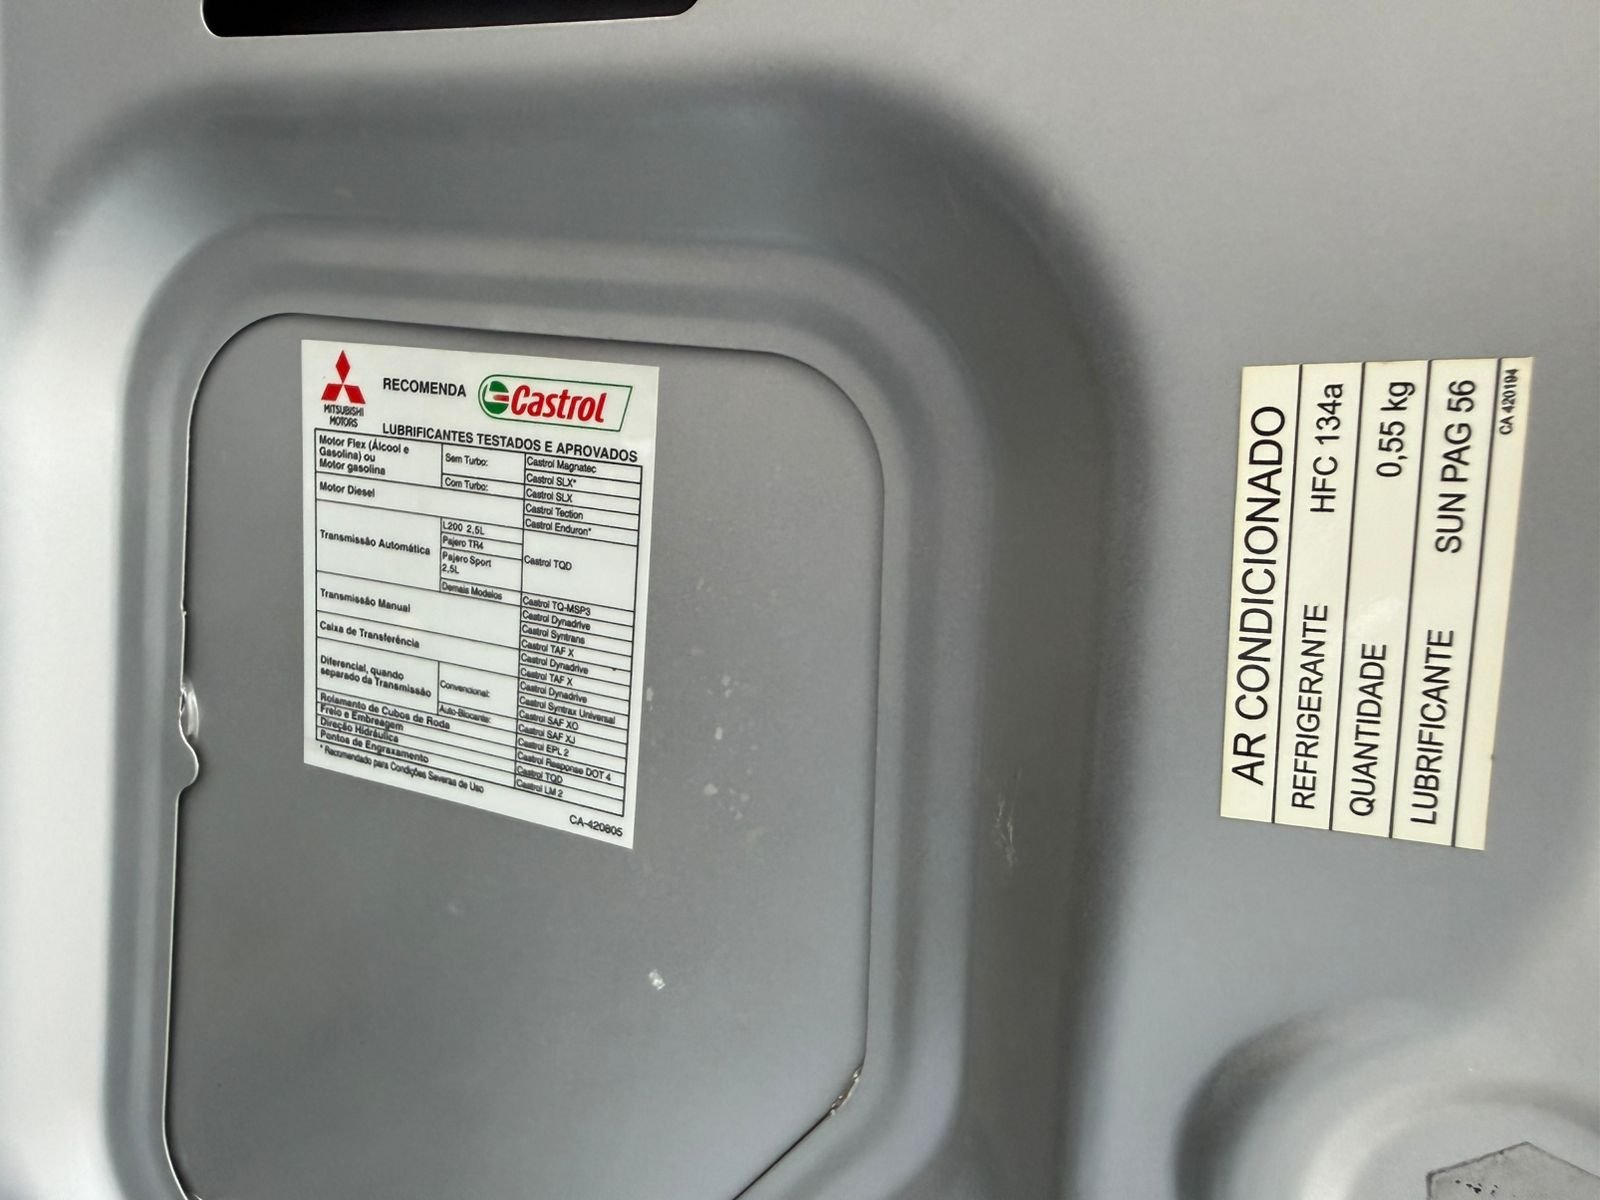 MITSUBISHI
MOTORS
RECOMENDA
Castrol
LUBRIFICANTES TESTADOS E APROVADOS
Motor Flex (Álcool e
Gasolina) ou
Motor gasolina
Sem Turbo:
Castrol Magnatec
Castrol SLX*
Com Turbo:
Castrol SLX
Motor Diesel
Castrol Tection
Castrol Enduron*
Transmissão Automática
L200 2,5L
Pajero TR4
Pajero Sport
2,5L
Castrol TQD
Demais Modelos
Castrol TQ-MSP3
Transmissão Manual
Castrol Dynadrive
Castrol Syntrans
Castrol TAF X
Caixa de Transferência
Castrol Dynadrive
Castrol TAF X
Diferencial, quando
separado da Transmissão
Convencional:
Castrol Dynadrive
Castrol Syntrax Universal
Castrol SAF XO
Auto-Blocante:
Castrol SAF XJ
Rolamento de Cubos de Roda
Castrol EPL 2
Freio e Embreagem
Castrol Response DOT 4
Direção Hidráulica
Castrol TQD
Pontos de Engraxamento
Castrol LM 2
* Recomendado para Condições Severas de Uso
CA-420805
AR CONDICIONADO
REFRIGERANTE HFC 134a
QUANTIDADE 0,55 kg
LUBRIFICANTE SUN PAG 56
CA 420194